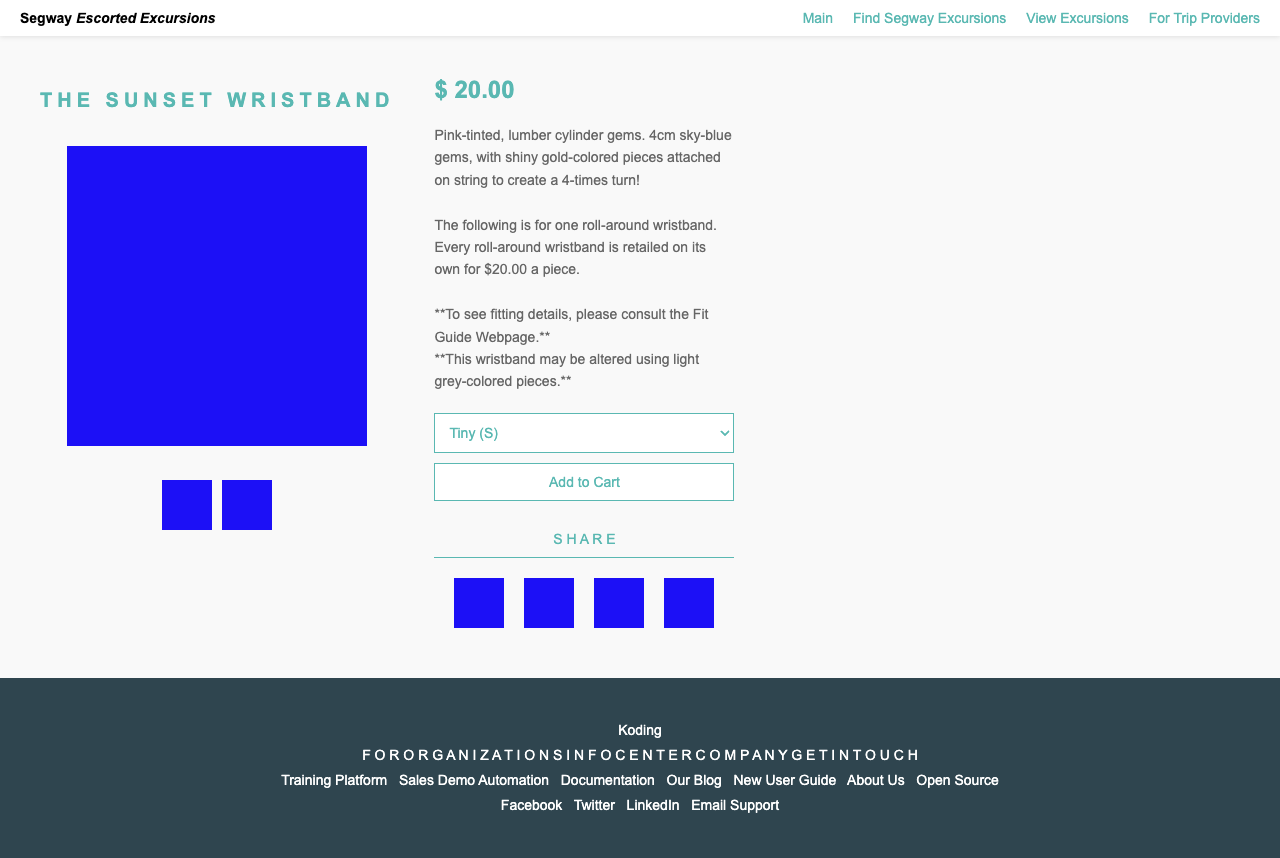 Segway Escorted Excursions
Main Find Segway Excursions View Excursions For Trip Providers
THE SUNSET WRISTBAND
$ 20.00
Pink-tinted, lumber cylinder gems. 4cm sky-blue
gems, with shiny gold-colored pieces attached
on string to create a 4-times turn!
The following is for one roll-around wristband.
Every roll-around wristband is retailed on its
own for $20.00 a piece.
**To see fitting details, please consult the Fit
Guide Webpage.**
**This wristband may be altered using light
grey-colored pieces.**
Tiny (S)
Add to Cart
SHARE
Koding
FORORGANIZATIONSINFOCENTERCOMPANYGETINTOUCH
Training Platform Sales Demo Automation Documentation Our Blog New User Guide About Us Open Source
Facebook Twitter LinkedIn Email Support